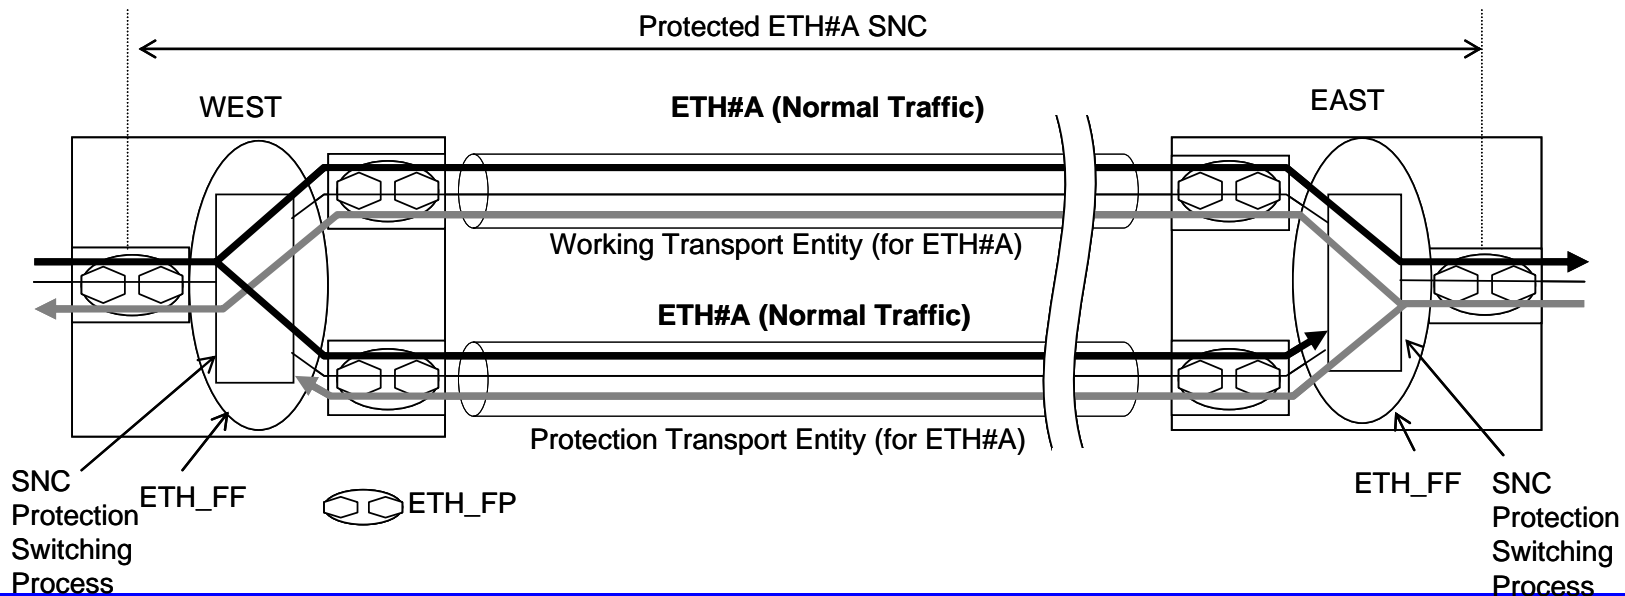 Protected ETH#A SNC
WEST
ETH#A (Normal Traffic)
EAST
Working Transport Entity (for ETH#A)
ETH#A (Normal Traffic)
Protection Transport Entity (for ETH#A)
SNC
Protection
Switching
Process
ETH_FF
ETH_FP
ETH_FF
SNC
Protection
Switching
Process